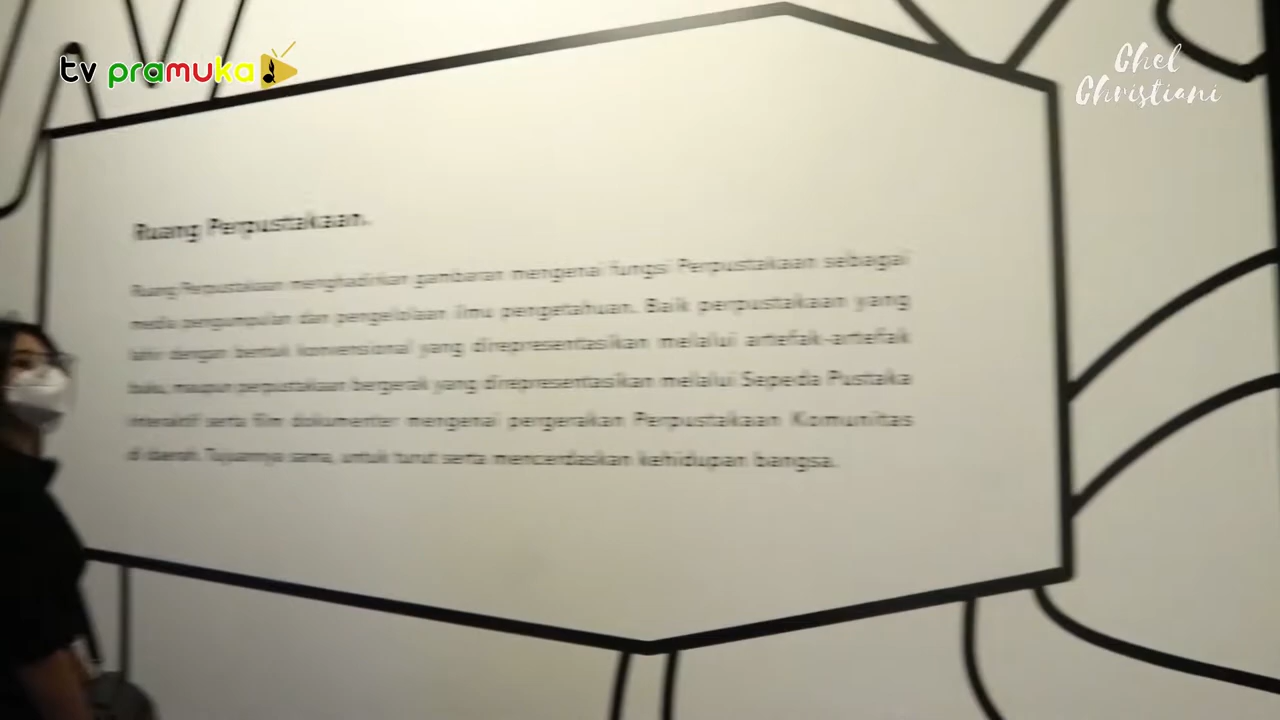 tv pramuka
Chel
Christiani
Ruang Perpustakaan.
Ruang Perpustakaan menghadirkan gambaran mengenai fungsi Perpustakaan sebagai
media pengumpulan dan pengelolaan ilmu pengetahuan. Baik perpustakaan yang
lahir dengan bentuk konvensional yang direpresentasikan melalui artefak-artefak
buku, maupun perpustakaan bergerak yang direpresentasikan melalui Sepeda Pustaka
interaktif serta film dokumenter mengenai pergerakan Perpustakaan Komunitas
di daerah. Tujuannya sama, untuk turut serta mencerdaskan kehidupan bangsa.